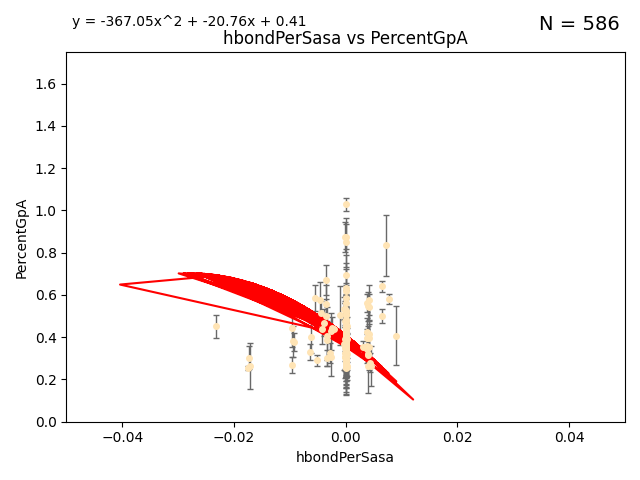 y = -367.05x^2 + -20.76x + 0.41
N = 586
hbondPerSasa vs PercentGpA
PercentGpA
1.6
1.4
1.2
1.0
0.8
0.6
0.4
0.2
0.0
−0.04
−0.02
0.00
0.02
0.04
hbondPerSasa